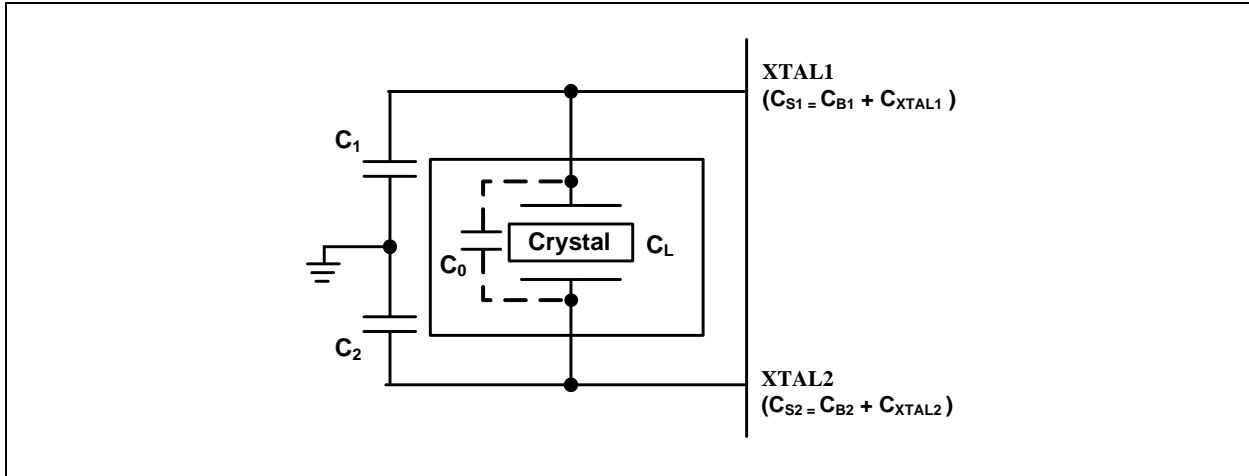 XTAL1
(CS1 = CB1 + CXTAL1 )
C1
Crystal
CL
C0
C2
XTAL2
(CS2 = CB2 + CXTAL2 )